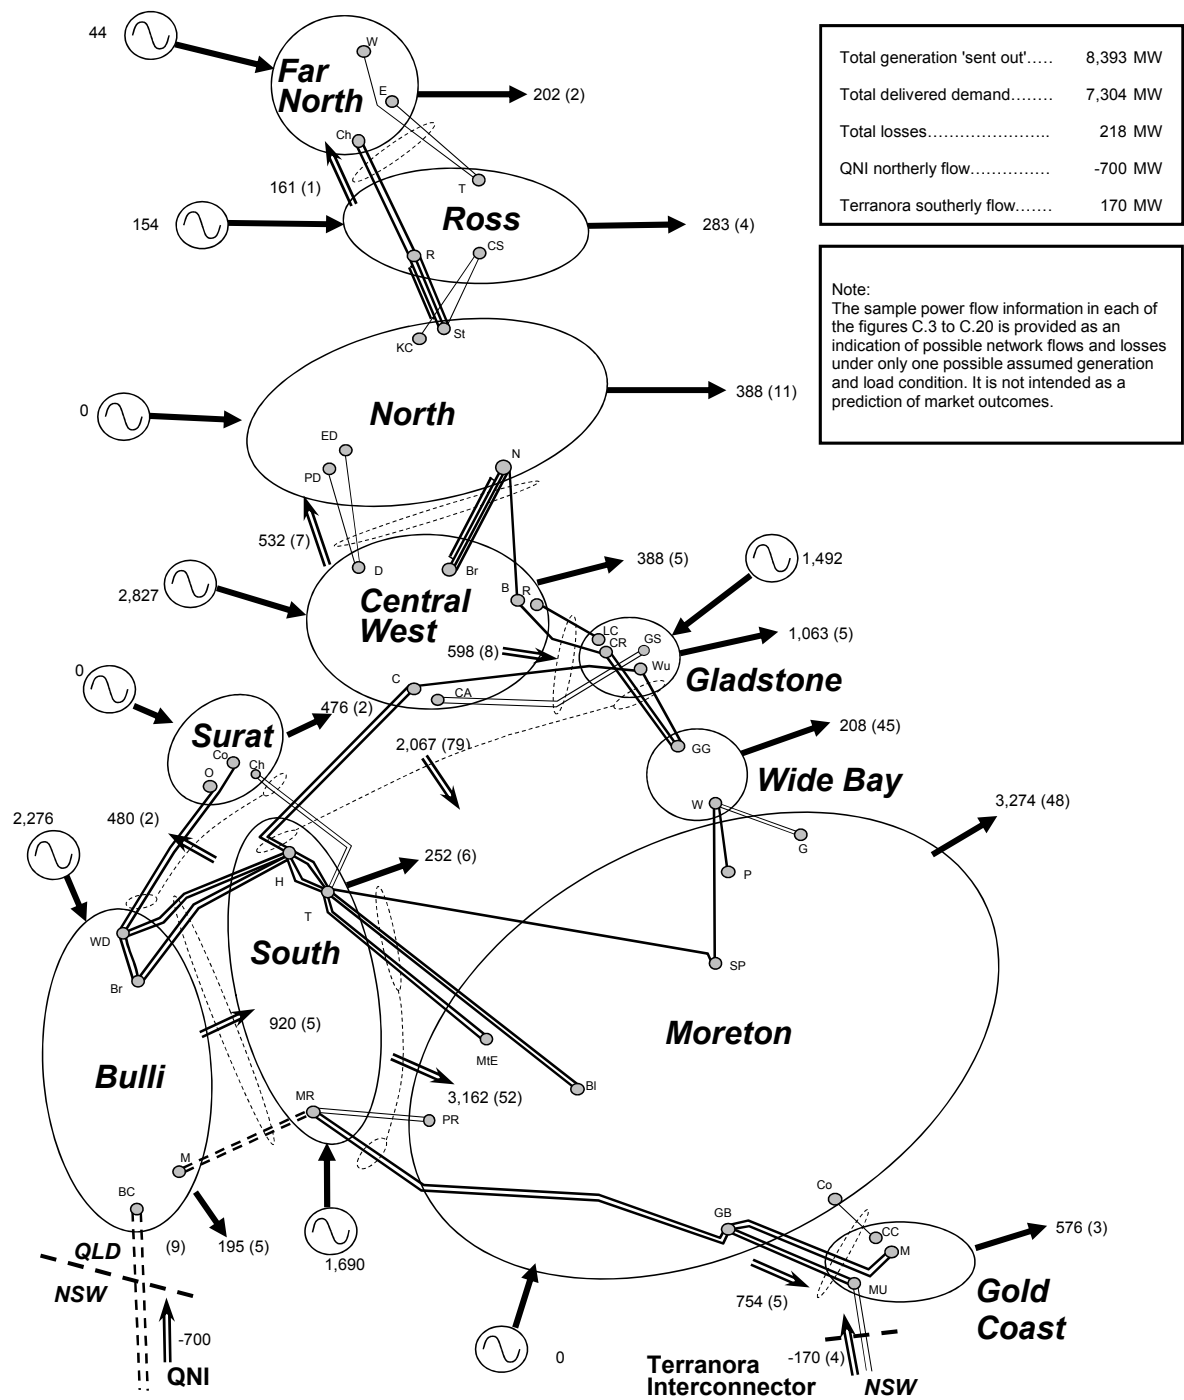 44
W
Far
North
E
202 (2)
Ch
161 (1)
T
154
Ross
283 (4)
CS
R
St
KC
0
North
388 (11)
ED
PD
N
532 (7)
D
Br
388 (5)
1,492
2,827
Central
West
B
R
LC
CR
GS
Wu
1,063 (5)
598 (8)
Gladstone
C
CA
0
Surat
476 (2)
Co
O
Ch
2,067 (79)
208 (45)
GG
Wide Bay
W
G
P
3,274 (48)
2,276
480 (2)
252 (6)
H
T
WD
South
SP
Br
920 (5)
Moreton
MtE
Bulli
Bl
3,162 (52)
MR
PR
M
BC
(9)
195 (5)
QLD
NSW
1,690
Co
GB
CC
M
MU
576 (3)
754 (5)
Gold
Coast
-700
QNI
0
Terranora
Interconnector
-170 (4)
NSW
Total generation 'sent out'..... 8,393 MW
Total delivered demand........ 7,304 MW
Total losses…………………... 218 MW
QNI northerly flow…………… -700 MW
Terranora southerly flow....... 170 MW
Note:
The sample power flow information in each of
the figures C.3 to C.20 is provided as an
indication of possible network flows and losses
under only one possible assumed generation
and load condition. It is not intended as a
prediction of market outcomes.